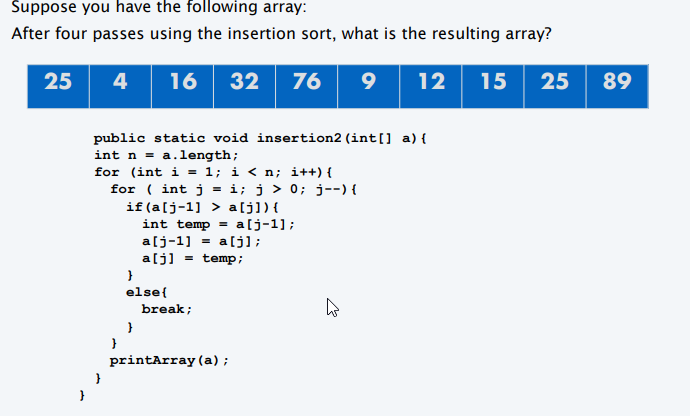 Suppose you have the following array:
After four passes using the insertion sort, what is the resulting array?
25 4 16 32 76 9 12 15 25 89
public static void insertion2(int[] a){
int n = a.length;
for (int i = 1; i < n; i++){
for ( int j = i; j > 0; j--){
if(a[j-1] > a[j]){
int temp = a[j-1];
a[j-1] = a[j];
a[j] = temp;
}
else{
break;
}
}
printArray(a);
}
}